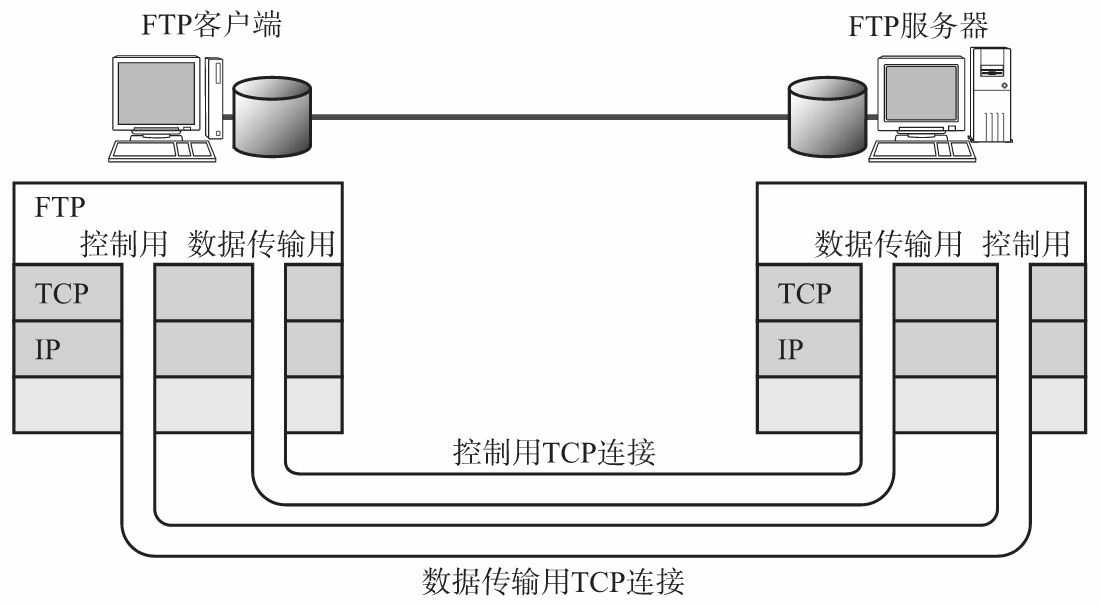 FTP客户端
FTP服务器
FTP
控制用 数据传输用
数据传输用 控制用
TCP
TCP
IP
IP
控制用TCP连接
数据传输用TCP连接